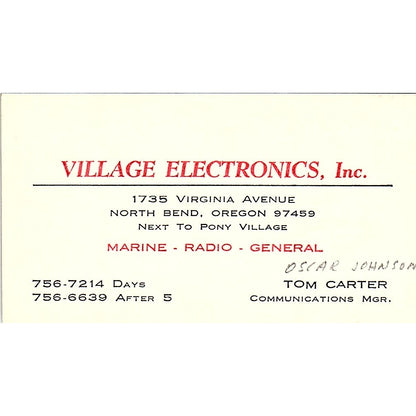 VILLAGE ELECTRONICS, Inc.
1735 VIRGINIA AVENUE
NORTH BEND, OREGON 97459
NEXT TO PONY VILLAGE
MARINE - RADIO - GENERAL
OSCAR JOHNSON
756-7214 DAYS
TOM CARTER
756-6639 AFTER 5
COMMUNICATIONS MGR.